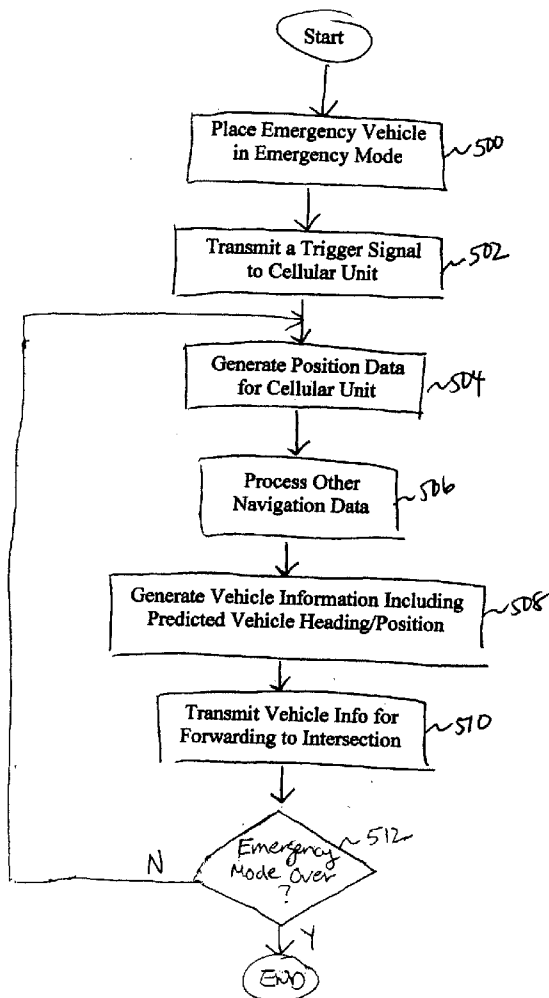 Start
Place Emergency Vehicle
in Emergency Mode
~500
Transmit a Trigger Signal
to Cellular Unit
~502
Generate Position Data
for Cellular Unit
~504
Process Other
Navigation Data
~506
Generate Vehicle Information Including
Predicted Vehicle Heading/Position
~508
Transmit Vehicle Info for
Forwarding to Intersection
~510
~512
Emergency
Mode Over
?
N
Y
END